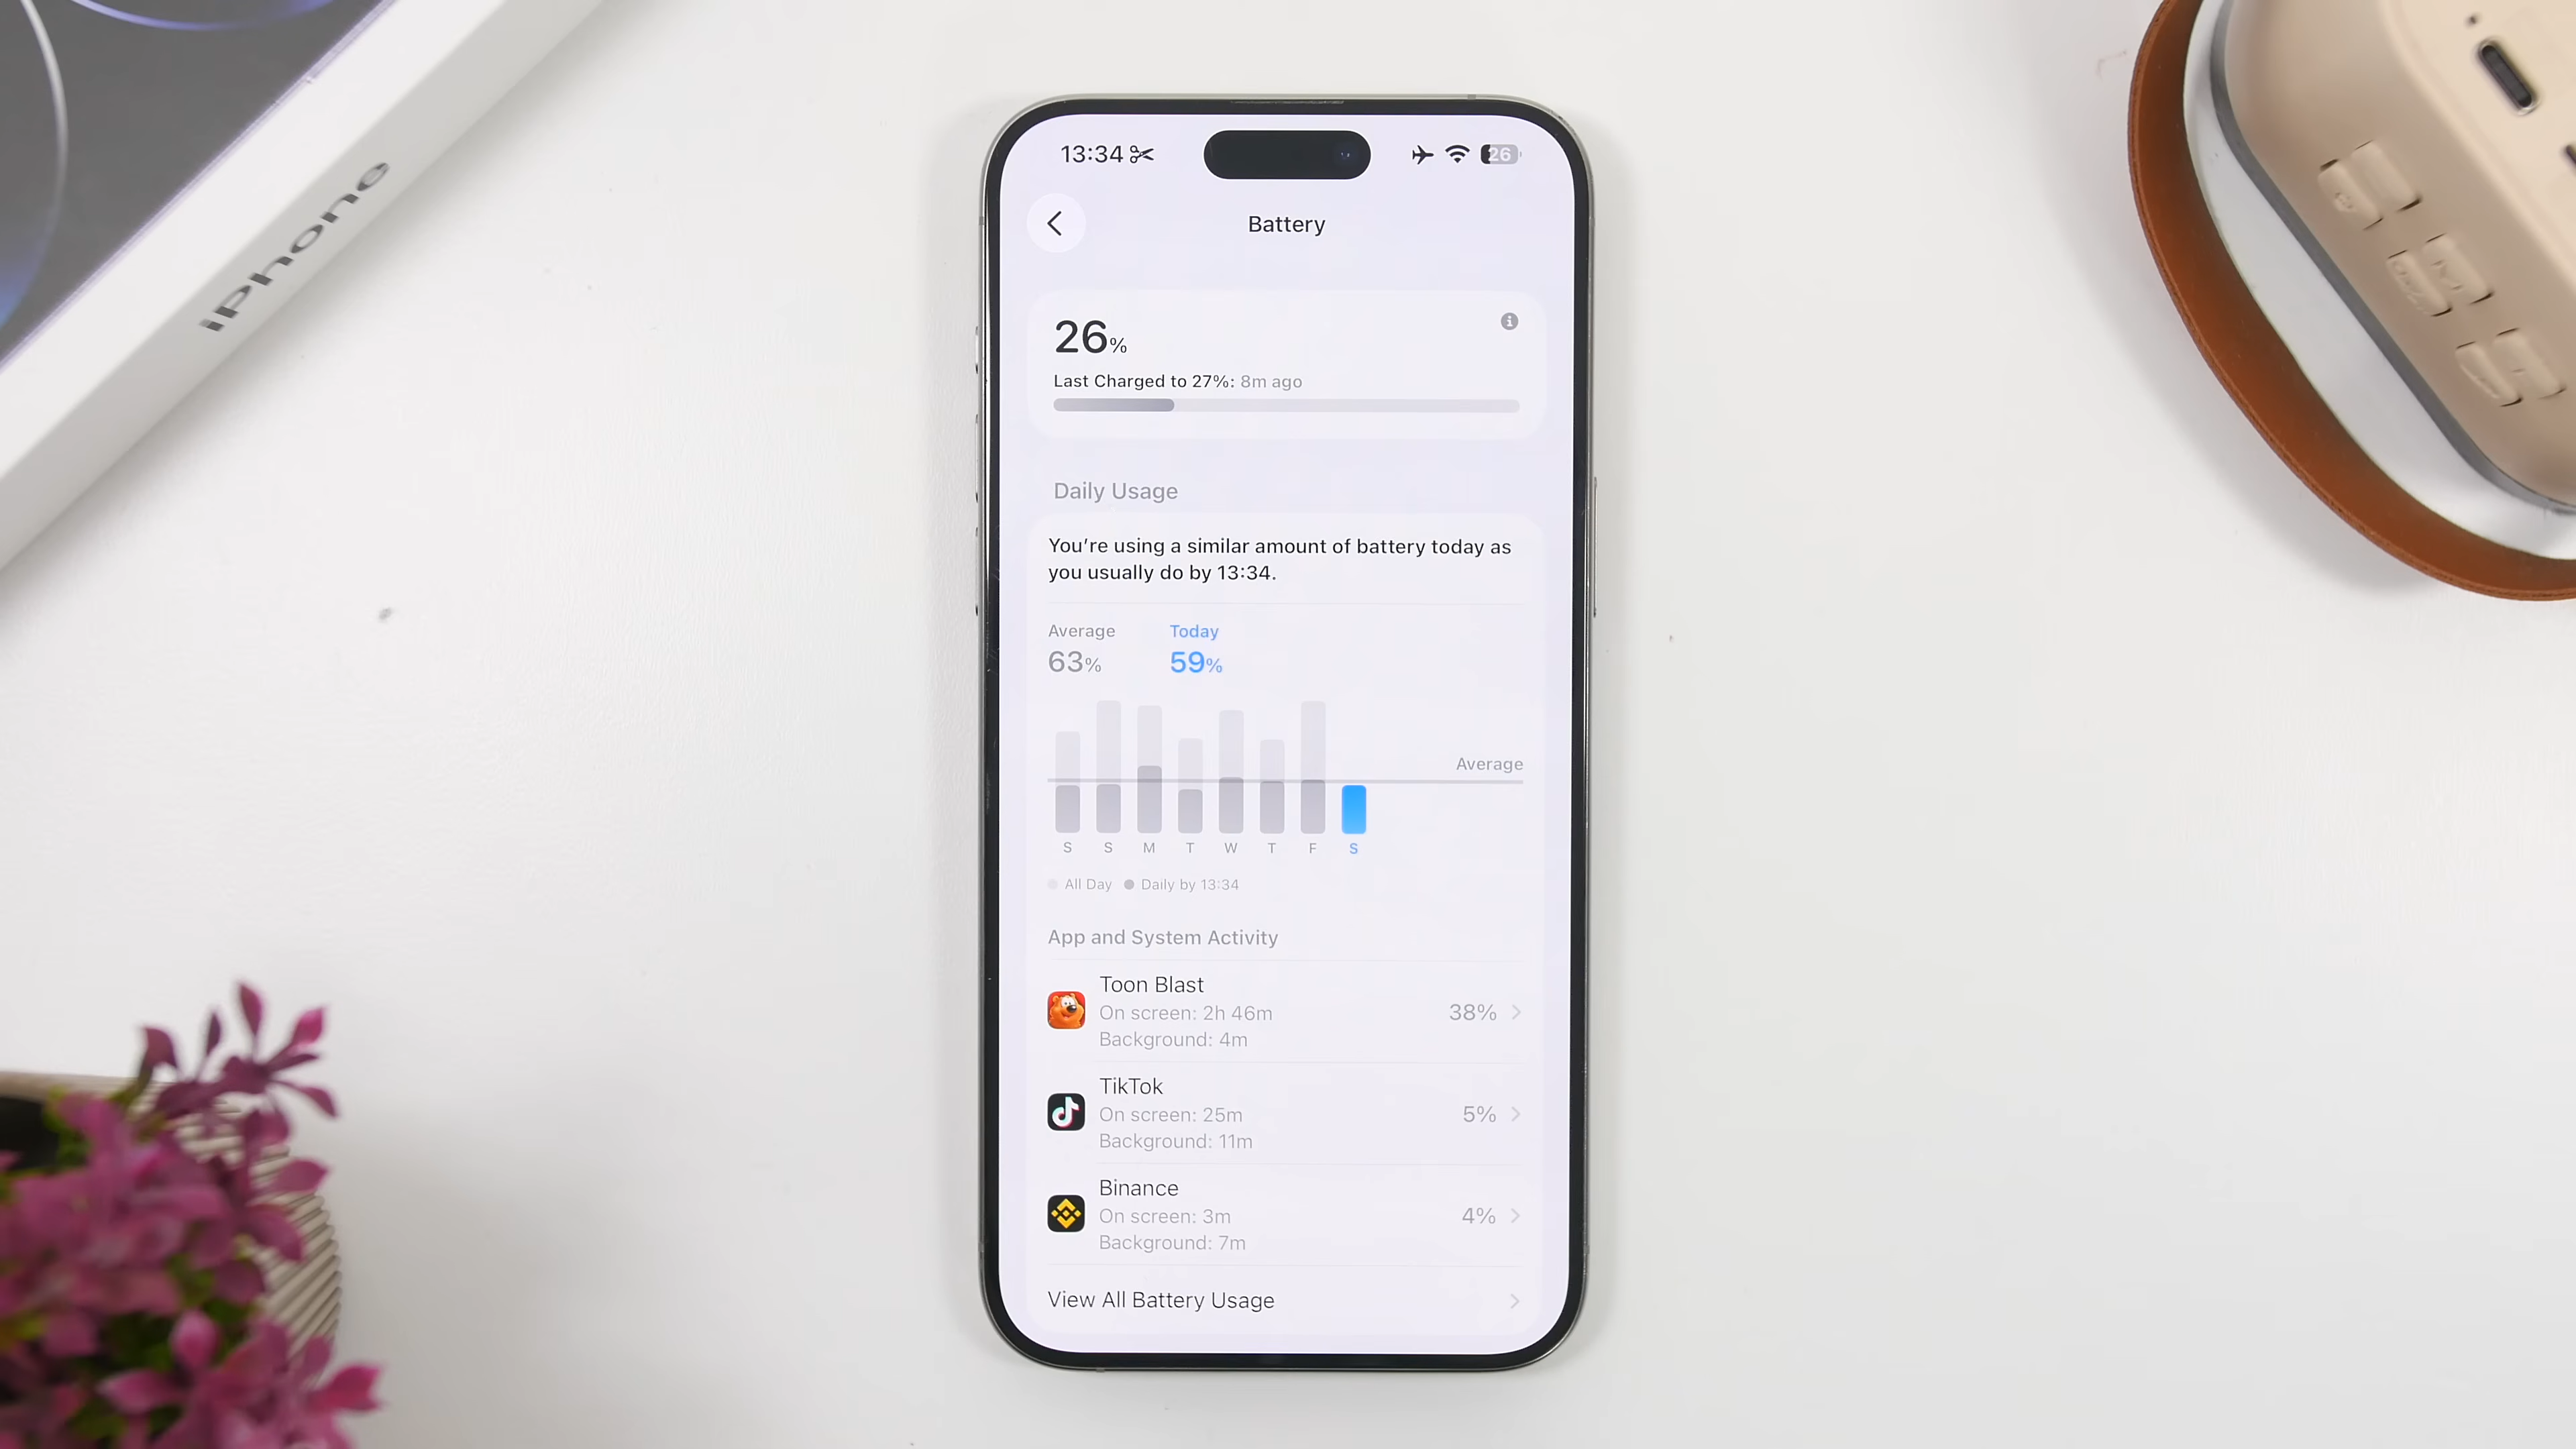 iPhone
13:34
26
Battery
26%
Last Charged to 27%: 8m ago
Daily Usage
You're using a similar amount of battery today as
you usually do by 13:34.
Average Today
63% 59%
Average
S S M T W T F S
All Day Daily by 13:34
App and System Activity
Toon Blast
On screen: 2h 46m 38%
Background: 4m
TikTok
On screen: 25m 5%
Background: 11m
Binance
On screen: 3m 4%
Background: 7m
View All Battery Usage